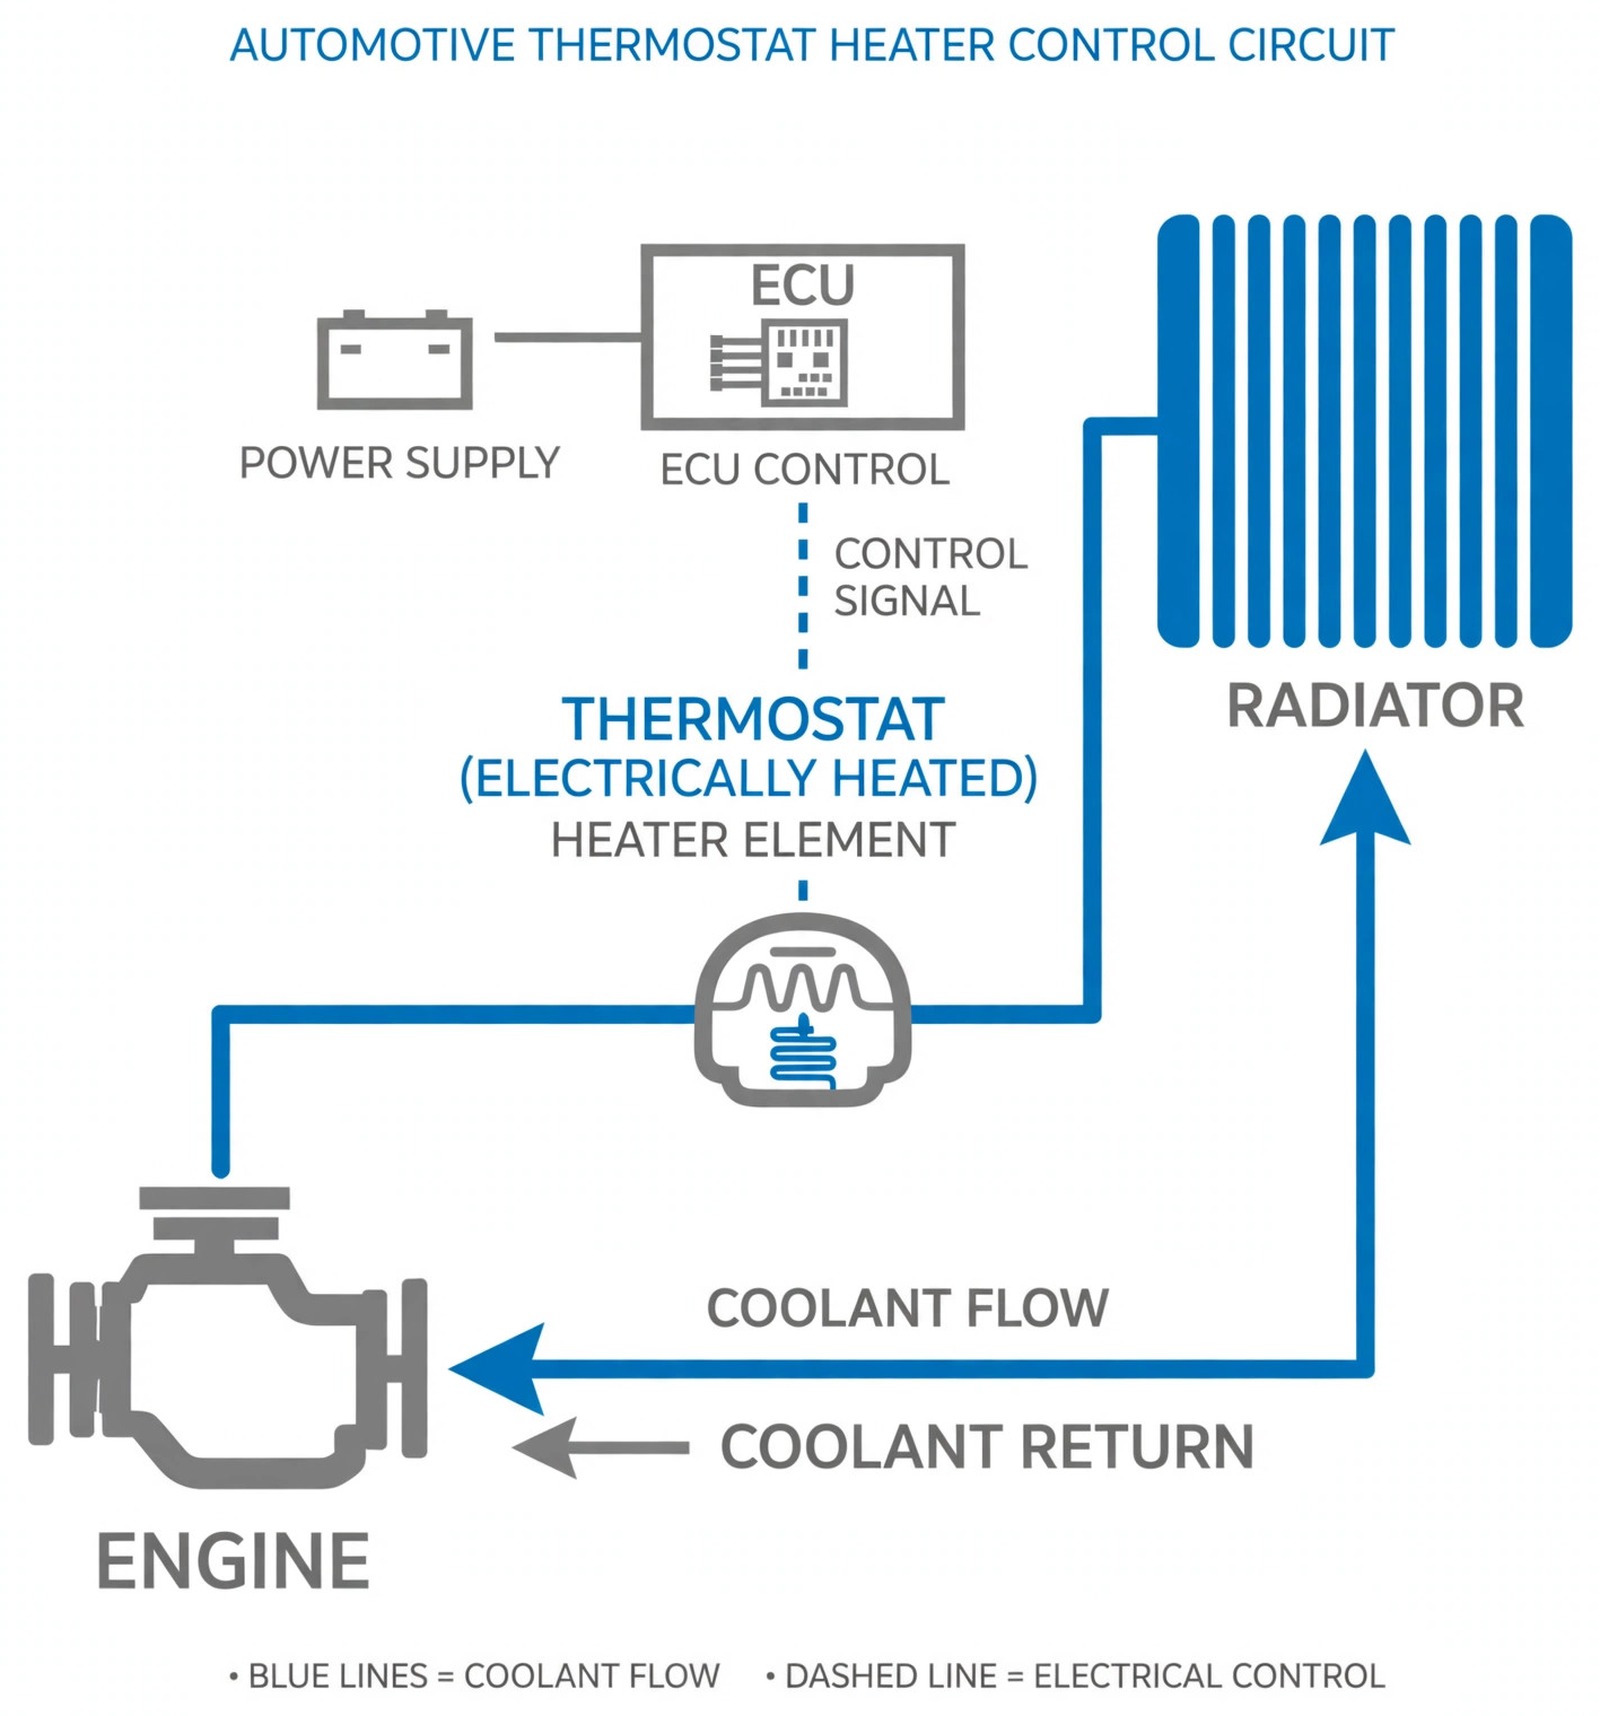 AUTOMOTIVE THERMOSTAT HEATER CONTROL CIRCUIT
ECU
POWER SUPPLY
ECU CONTROL
CONTROL
SIGNAL
THERMOSTAT
(ELECTRICALLY HEATED)
HEATER ELEMENT
RADIATOR
COOLANT FLOW
COOLANT RETURN
ENGINE
• BLUE LINES = COOLANT FLOW • DASHED LINE = ELECTRICAL CONTROL